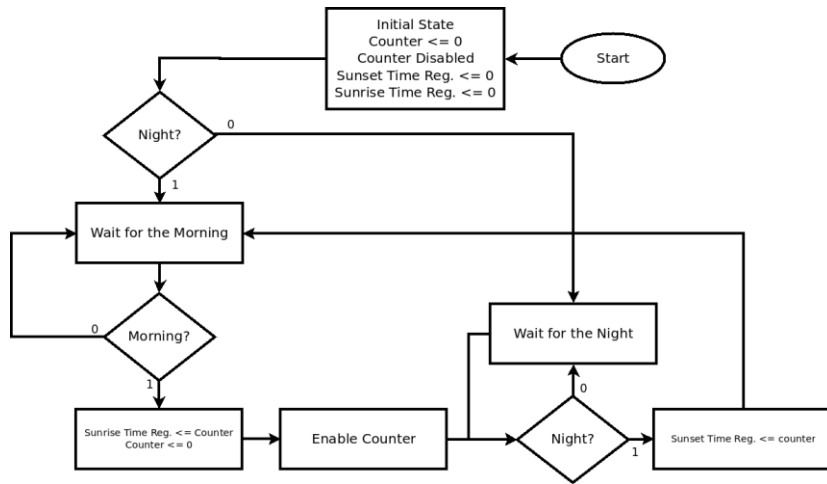 Initial State
Counter <= 0
Counter Disabled
Sunset Time Reg. <= 0
Sunrise Time Reg. <= 0
Start
Night?
0
1
Wait for the Morning
Morning?
0
1
Sunrise Time Reg. <= Counter
Counter <= 0
Enable Counter
Wait for the Night
0
Night?
1
Sunset Time Reg. <= counter